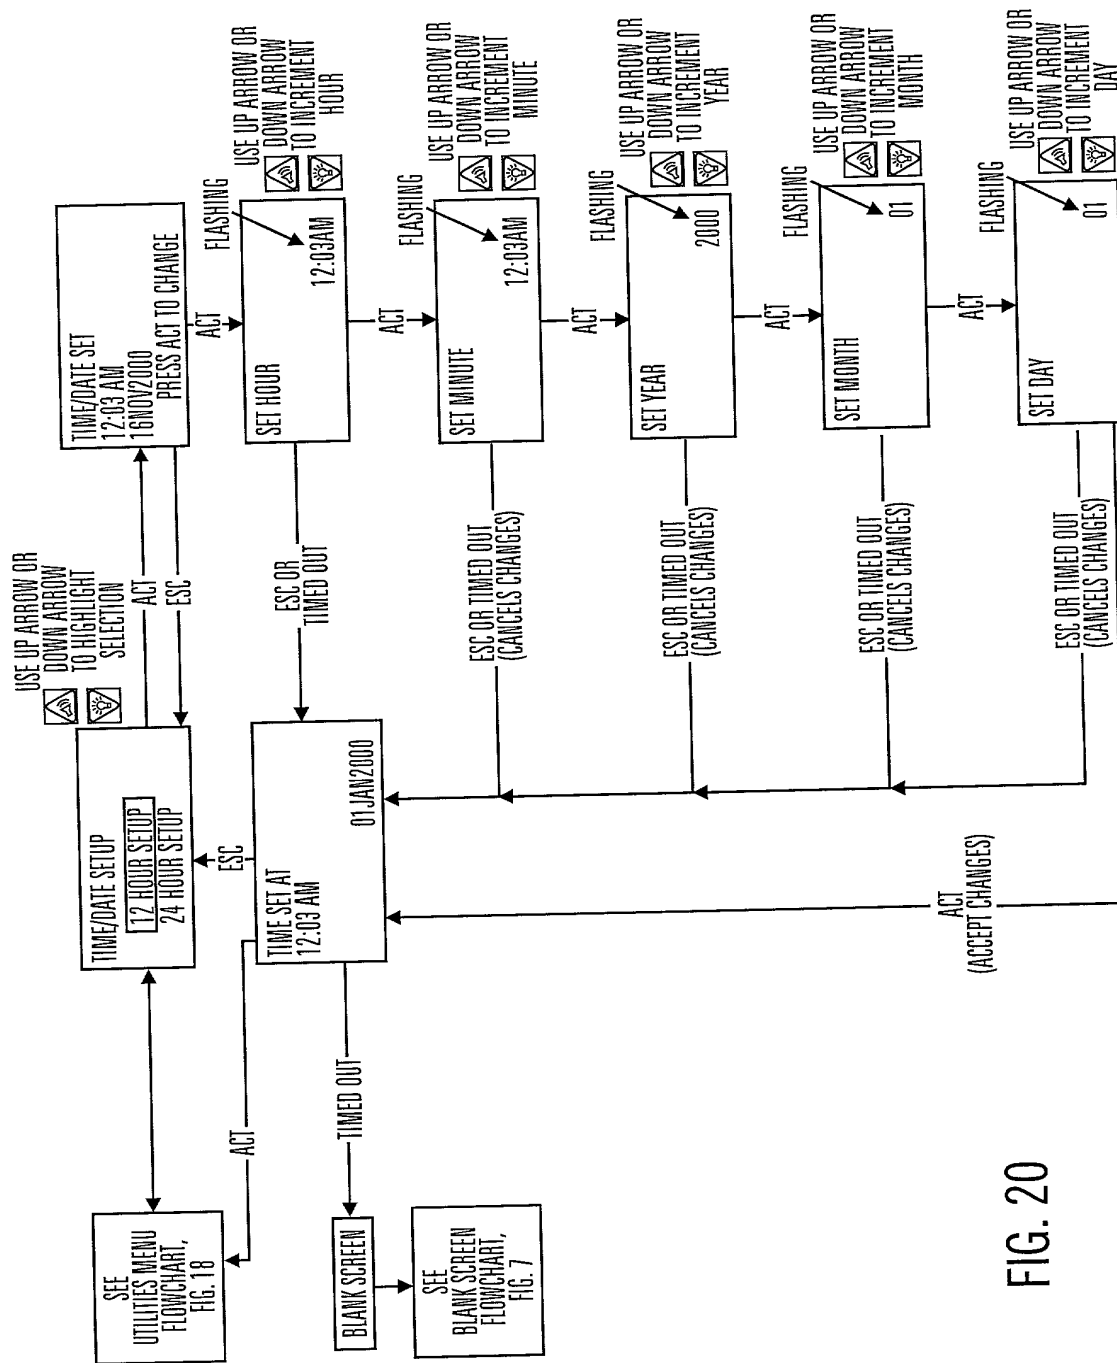 SEE
UTILITIES MENU
FLOWCHART,
FIG. 18
TIME/DATE SETUP
12 HOUR SETUP
24 HOUR SETUP
USE UP ARROW OR
DOWN ARROW
TO HIGHLIGHT
SELECTION
ACT
ESC
TIME/DATE SET
12:03 AM
16NOV2000
PRESS ACT TO CHANGE
ACT
ESC
ACT
TIME SET AT
12:03 AM
01JAN2000
ESC OR
TIMED OUT
SET HOUR
12:03AM
FLASHING
USE UP ARROW OR
DOWN ARROW
TO INCREMENT
HOUR
TIMED OUT
BLANK SCREEN
SEE
BLANK SCREEN
FLOWCHART,
FIG. 7
ACT
ESC OR TIMED OUT
(CANCELS CHANGES)
SET MINUTE
12:03AM
FLASHING
USE UP ARROW OR
DOWN ARROW
TO INCREMENT
MINUTE
ACT
ESC OR TIMED OUT
(CANCELS CHANGES)
SET YEAR
2000
FLASHING
USE UP ARROW OR
DOWN ARROW
TO INCREMENT
YEAR
ACT
ESC OR TIMED OUT
(CANCELS CHANGES)
SET MONTH
01
FLASHING
USE UP ARROW OR
DOWN ARROW
TO INCREMENT
MONTH
ACT
ESC OR TIMED OUT
(CANCELS CHANGES)
SET DAY
01
FLASHING
USE UP ARROW OR
DOWN ARROW
TO INCREMENT
DAY
ACT
(ACCEPT CHANGES)
FIG. 20